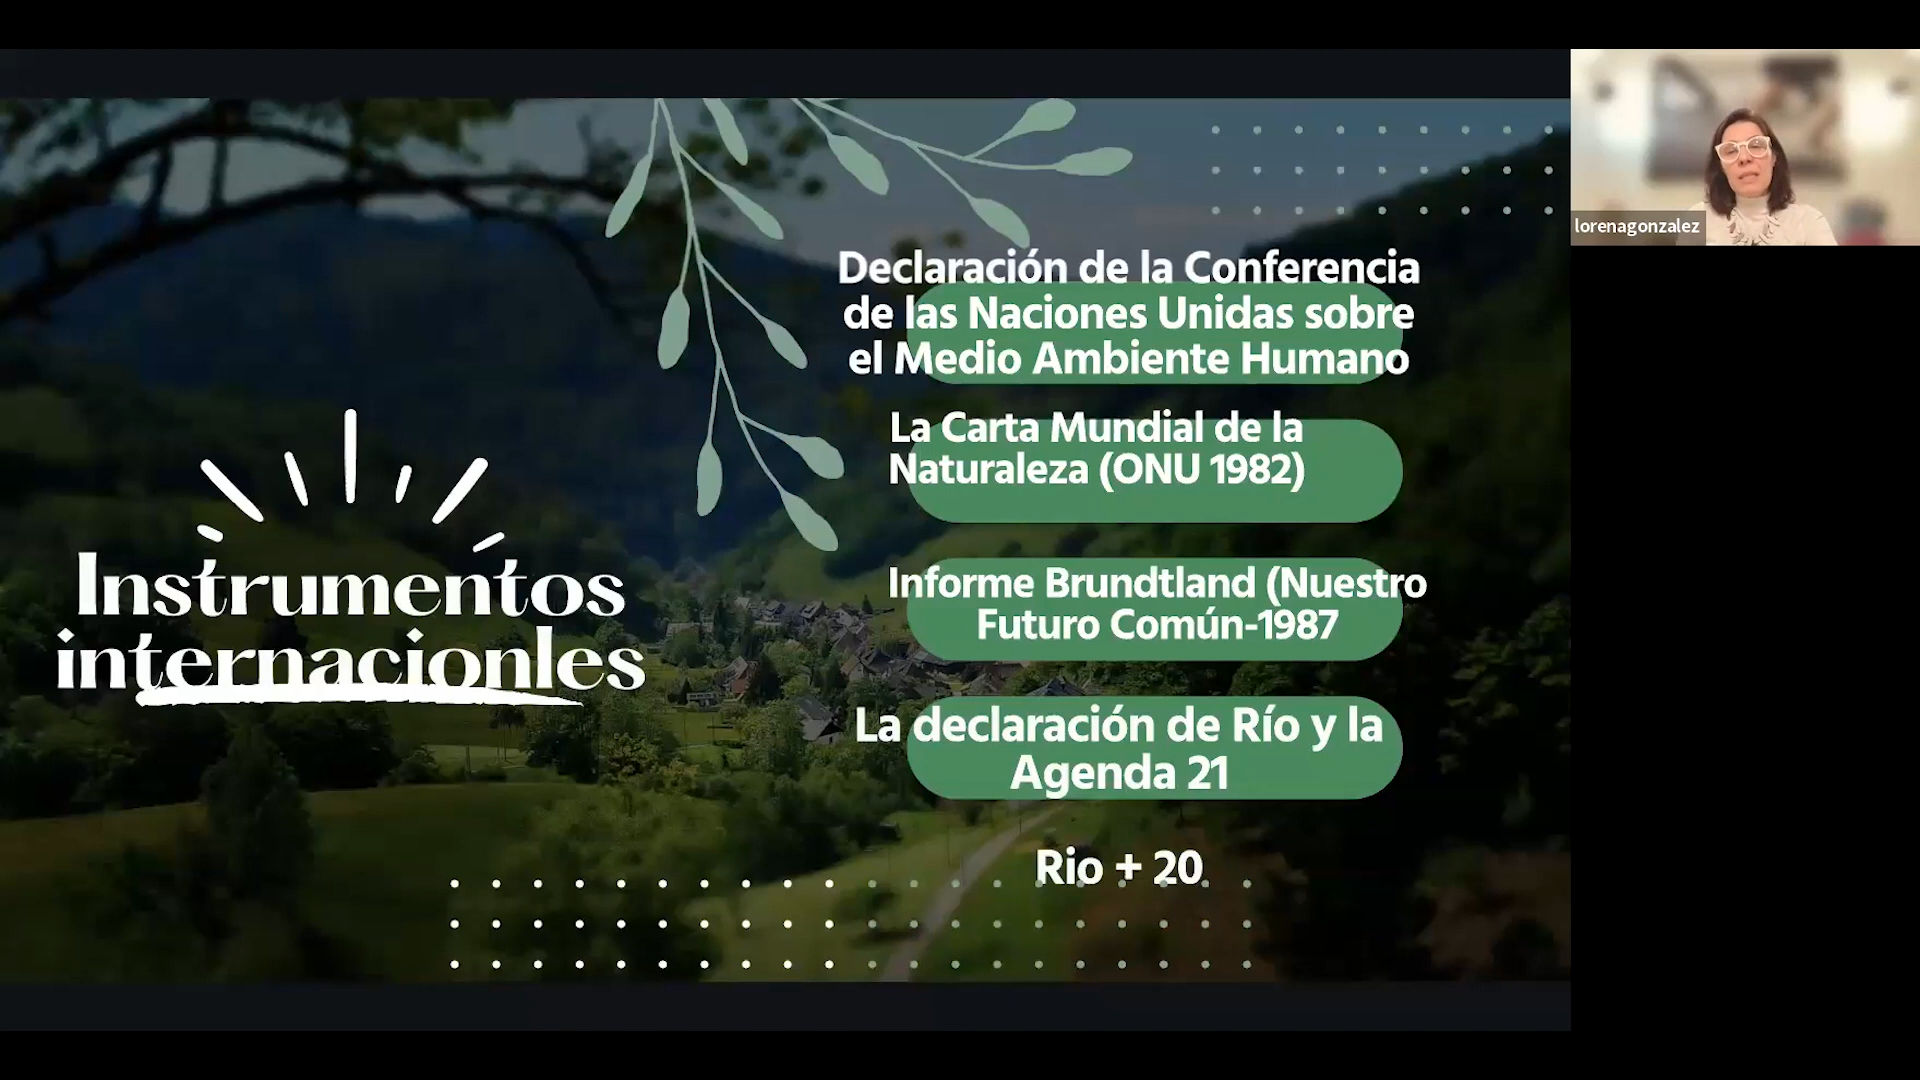 Instrumentos
internacionles
Declaración de la Conferencia
de las Naciones Unidas sobre
el Medio Ambiente Humano
La Carta Mundial de la
Naturaleza (ONU 1982)
Informe Brundtland (Nuestro
Futuro Común-1987
La declaración de Río y la
Agenda 21
Rio + 20
lorenagonzalez